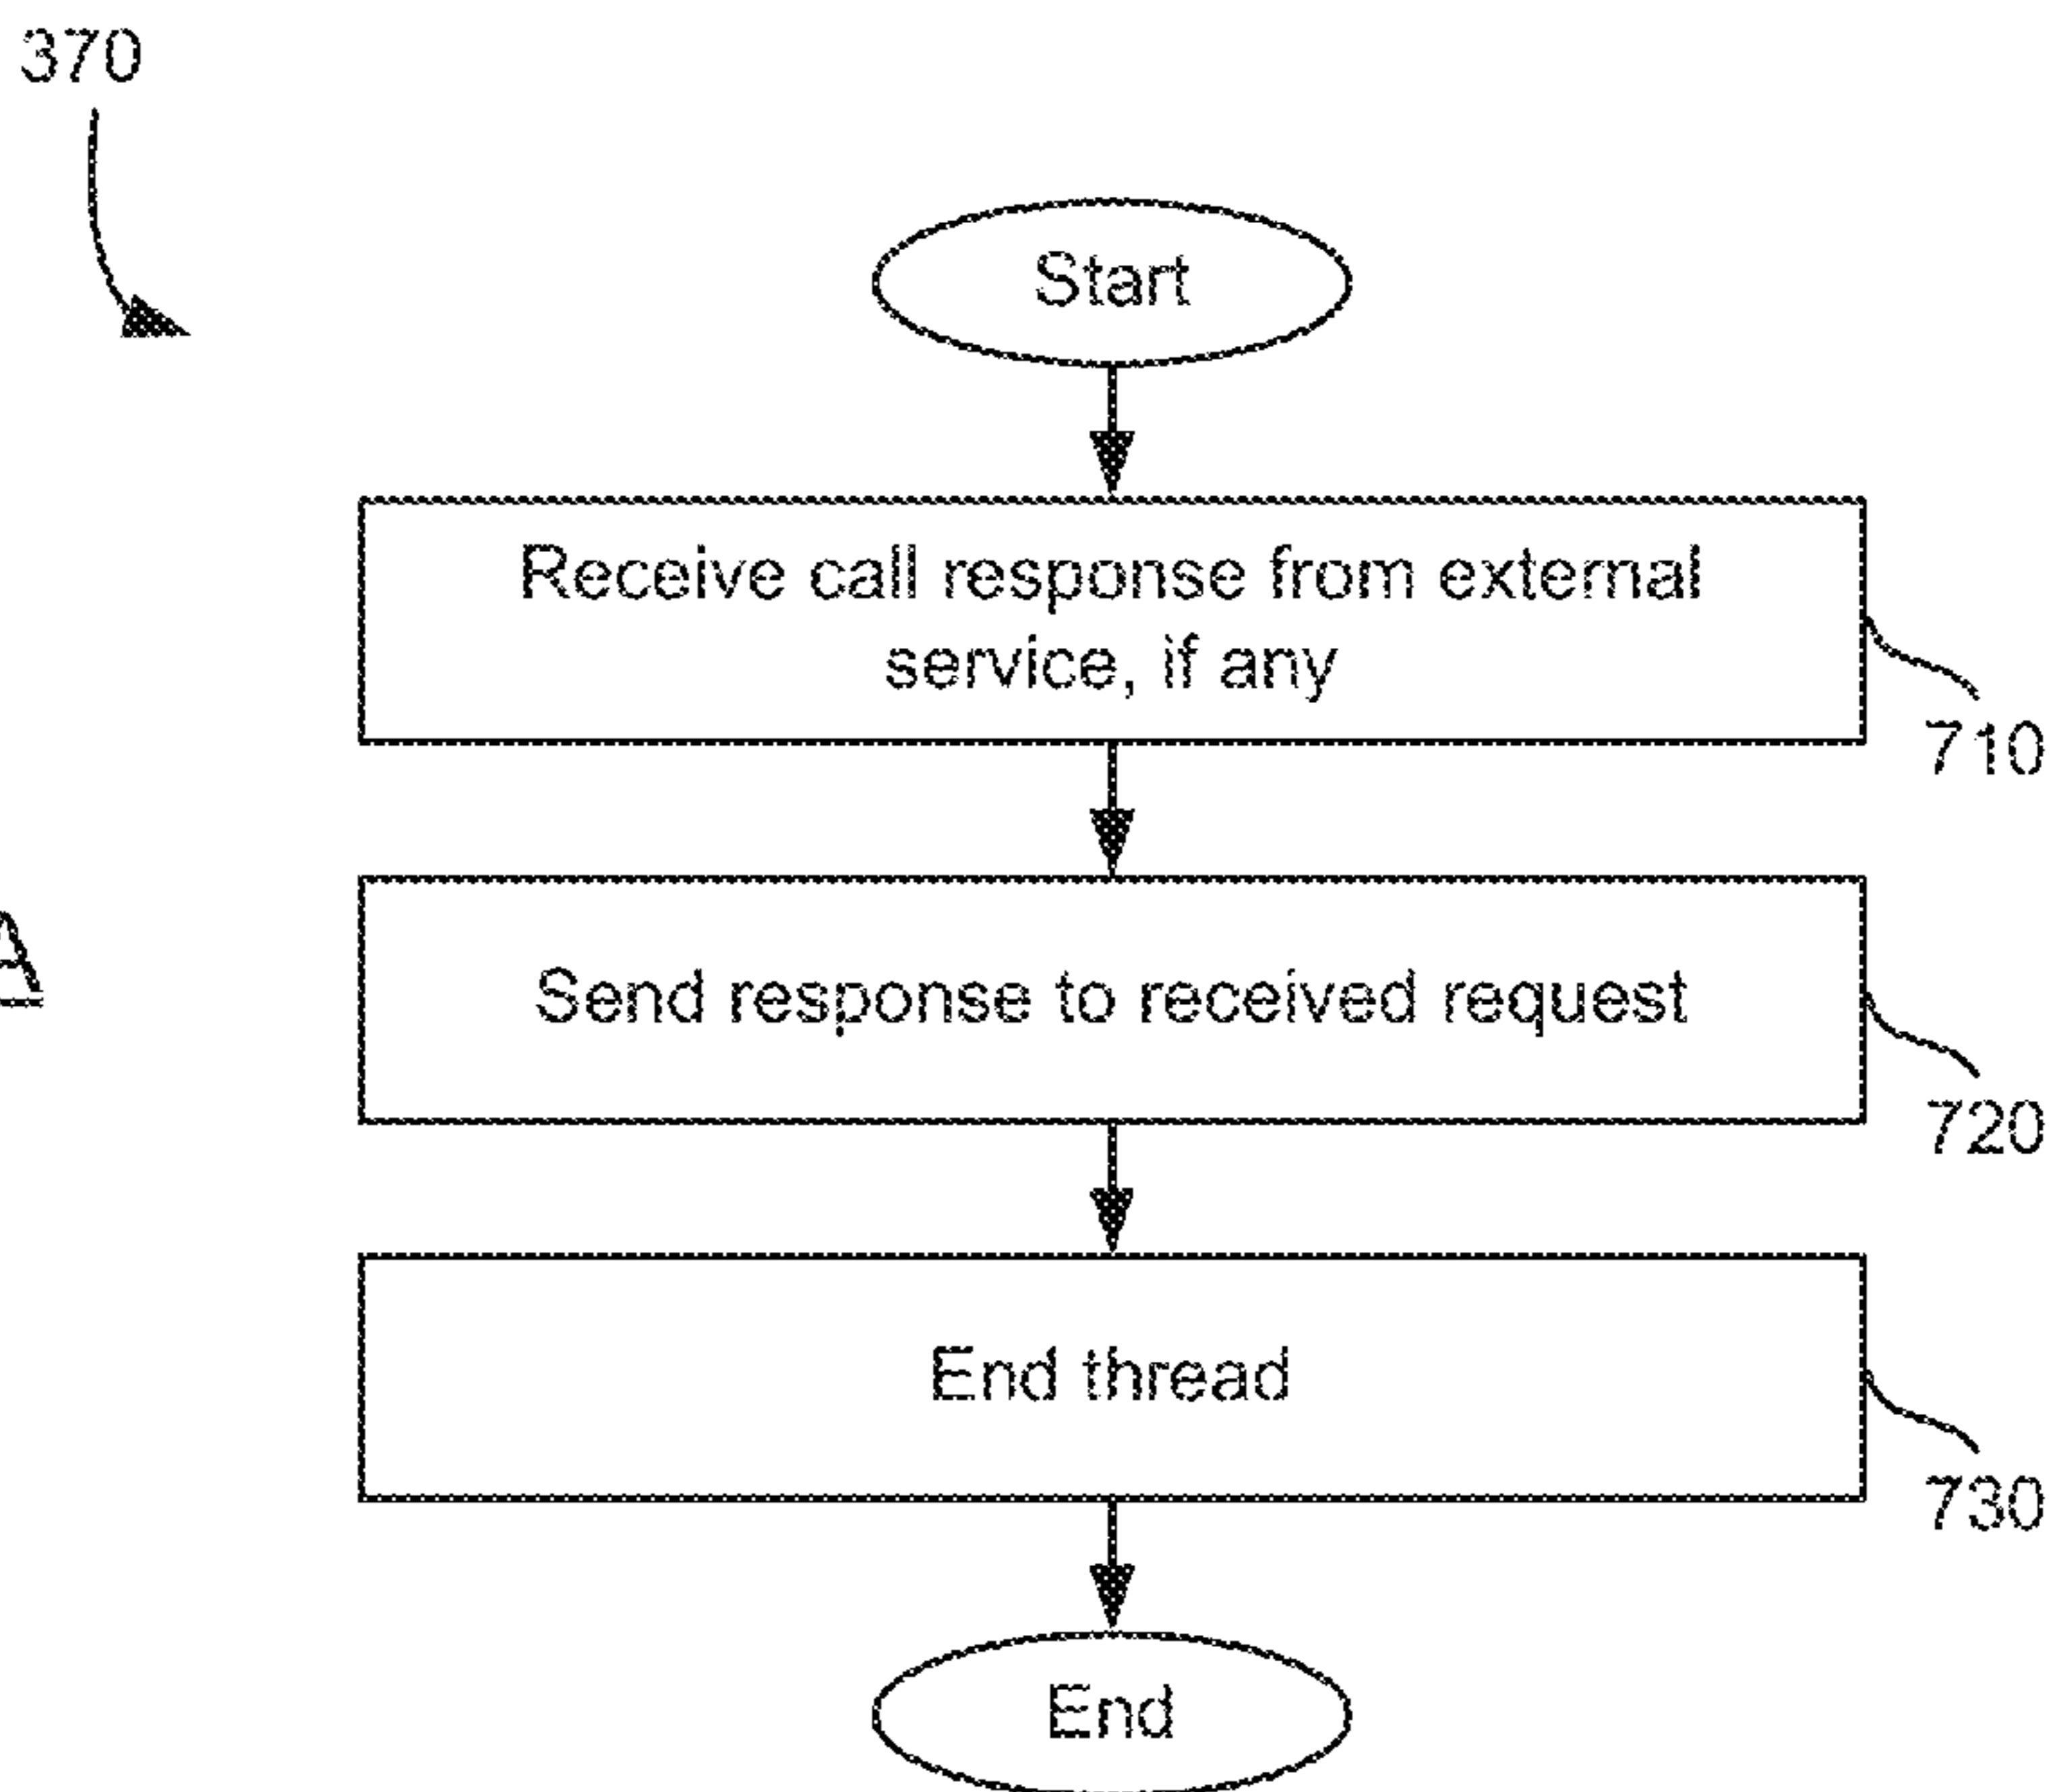 370
Start
Receive call response from external
service, if any
710
A
Send response to received request
720
End thread
730
End